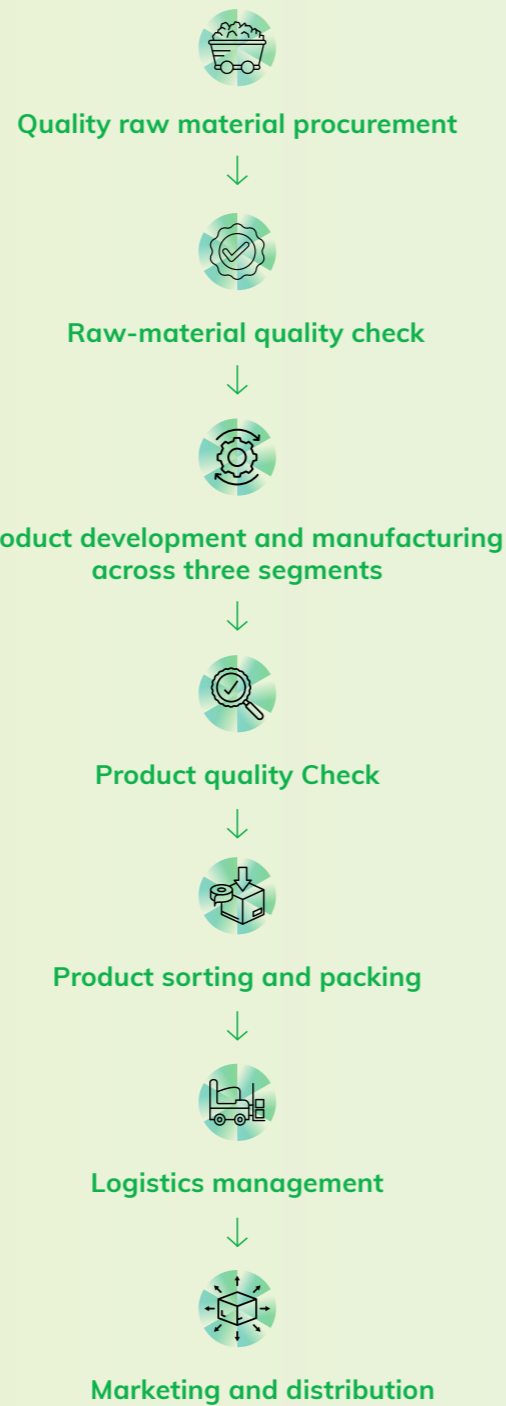 Quality raw material procurement
Raw-material quality check
oduct development and manufacturing
across three segments
Product quality Check
Product sorting and packing
Logistics management
Marketing and distribution